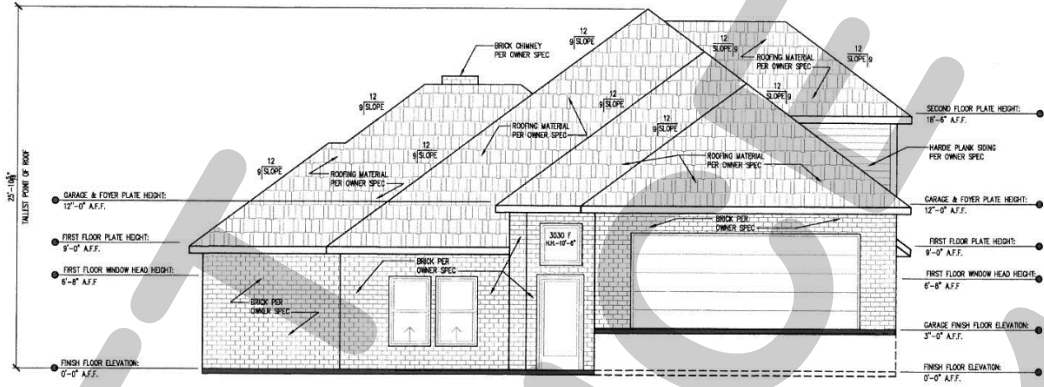 25'-10⅝"
TALLEST POINT OF ROOF
12
9 SLOPE
BRICK CHIMNEY
PER OWNER SPEC
12
9 SLOPE
12
SLOPE 9
ROOFING MATERIAL
PER OWNER SPEC
12
SLOPE 9
12
9 SLOPE
12
9 SLOPE
12
SLOPE 9
SECOND FLOOR PLATE HEIGHT:
18'-6" A.F.F.
ROOFING MATERIAL
PER OWNER SPEC
12
9 SLOPE
12
9 SLOPE
12
9 SLOPE
HARDIE PLANK SIDING
PER OWNER SPEC
ROOFING MATERIAL
PER OWNER SPEC
ROOFING MATERIAL
PER OWNER SPEC
GARAGE & FOYER PLATE HEIGHT:
12"-0" A.F.F.
GARAGE & FOYER PLATE HEIGHT:
12"-0" A.F.F.
BRICK PER
OWNER SPEC
3030 F
H.H.-10'-6"
FIRST FLOOR PLATE HEIGHT:
9'-0" A.F.F.
FIRST FLOOR PLATE HEIGHT:
9'-0" A.F.F.
BRICK PER
OWNER SPEC
FIRST FLOOR WINDOW HEAD HEIGHT:
6'-8" A.F.F
FIRST FLOOR WINDOW HEAD HEIGHT:
6'-8" A.F.F
BRICK PER
OWNER SPEC
GARAGE FINISH FLOOR ELEVATION:
3"-0" A.F.F.
FINISH FLOOR ELEVATION:
0'-0" A.F.F.
FINISH FLOOR ELEVATION:
0'-0" A.F.F.